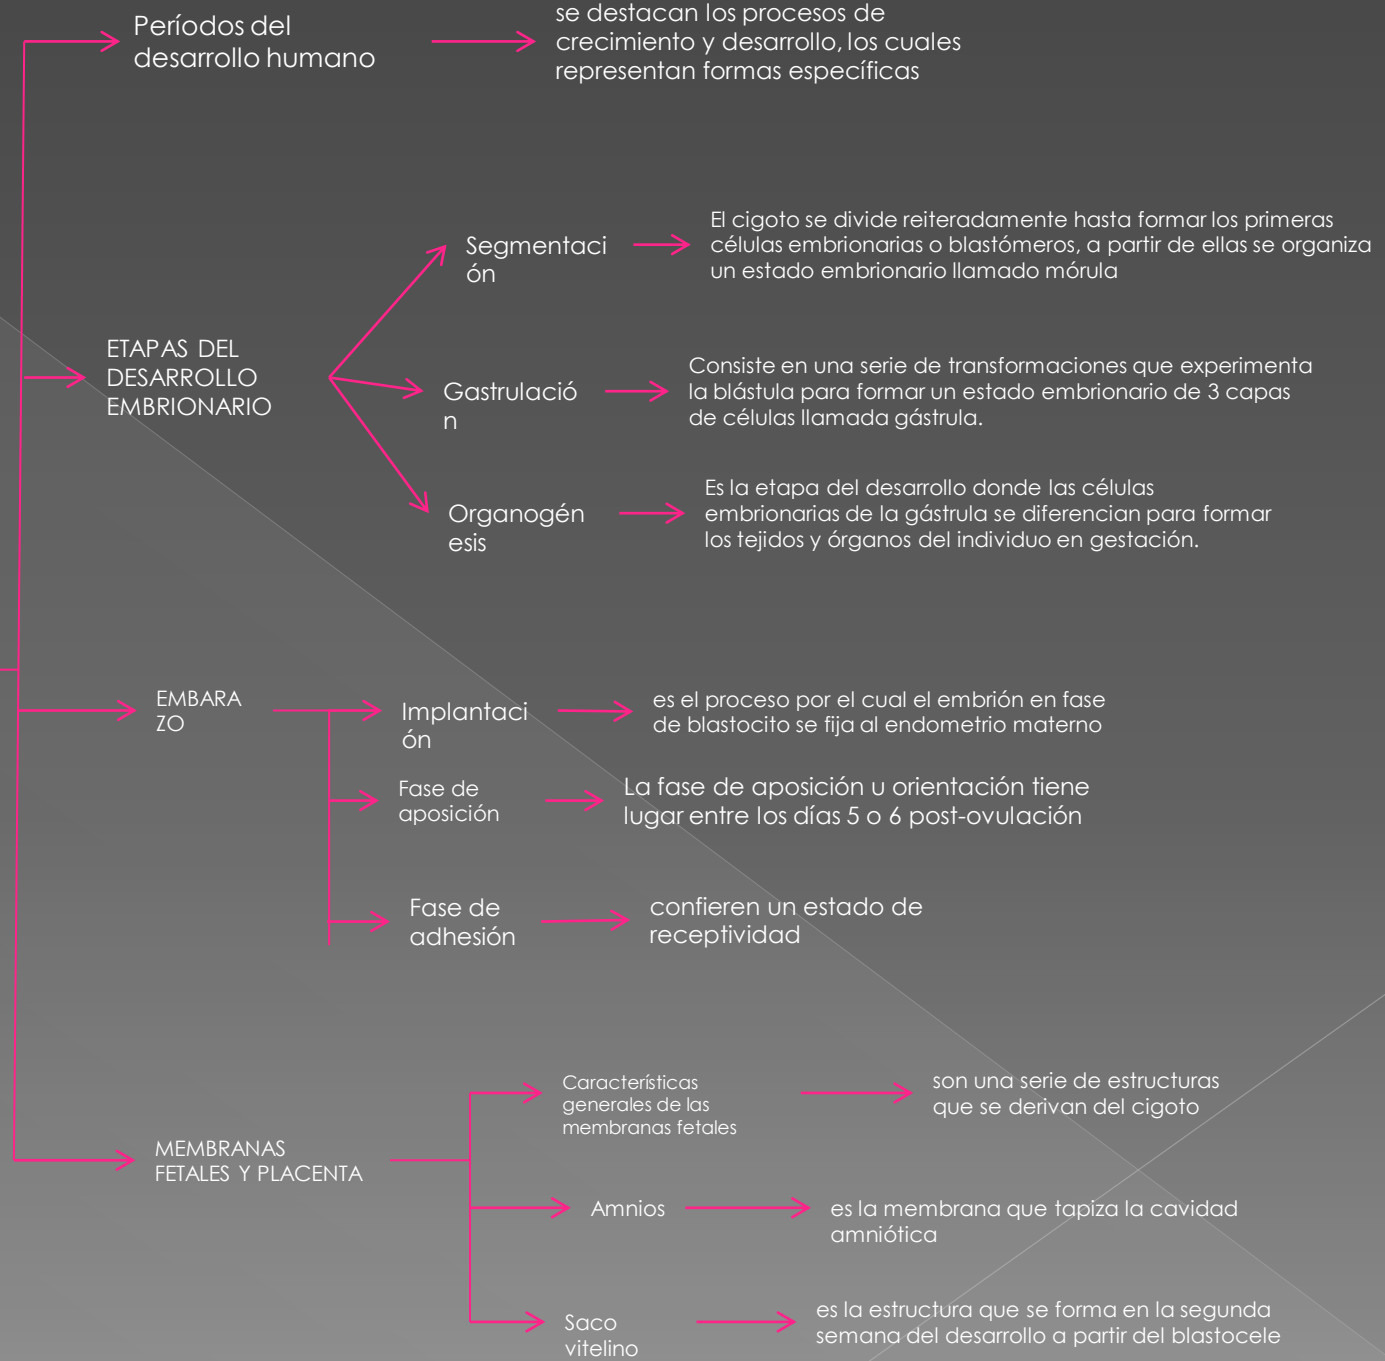 Períodos del
desarrollo humano
se destacan los procesos de
crecimiento y desarrollo, los cuales
representan formas específicas
ETAPAS DEL
DESARROLLO
EMBRIONARIO
Segmentaci
ón
El cigoto se divide reiteradamente hasta formar los primeras
células embrionarias o blastómeros, a partir de ellas se organiza
un estado embrionario llamado mórula
Gastrulació
n
Consiste en una serie de transformaciones que experimenta
la blástula para formar un estado embrionario de 3 capas
de células llamada gástrula.
Organogén
esis
Es la etapa del desarrollo donde las células
embrionarias de la gástrula se diferencian para formar
los tejidos y órganos del individuo en gestación.
EMBARA
ZO
Implantaci
ón
es el proceso por el cual el embrión en fase
de blastocito se fija al endometrio materno
Fase de
aposición
La fase de aposición u orientación tiene
lugar entre los días 5 o 6 post-ovulación
Fase de
adhesión
confieren un estado de
receptividad
MEMBRANAS
FETALES Y PLACENTA
Características
generales de las
membranas fetales
son una serie de estructuras
que se derivan del cigoto
Amnios
es la membrana que tapiza la cavidad
amniótica
Saco
vitelino
es la estructura que se forma en la segunda
semana del desarrollo a partir del blastocele